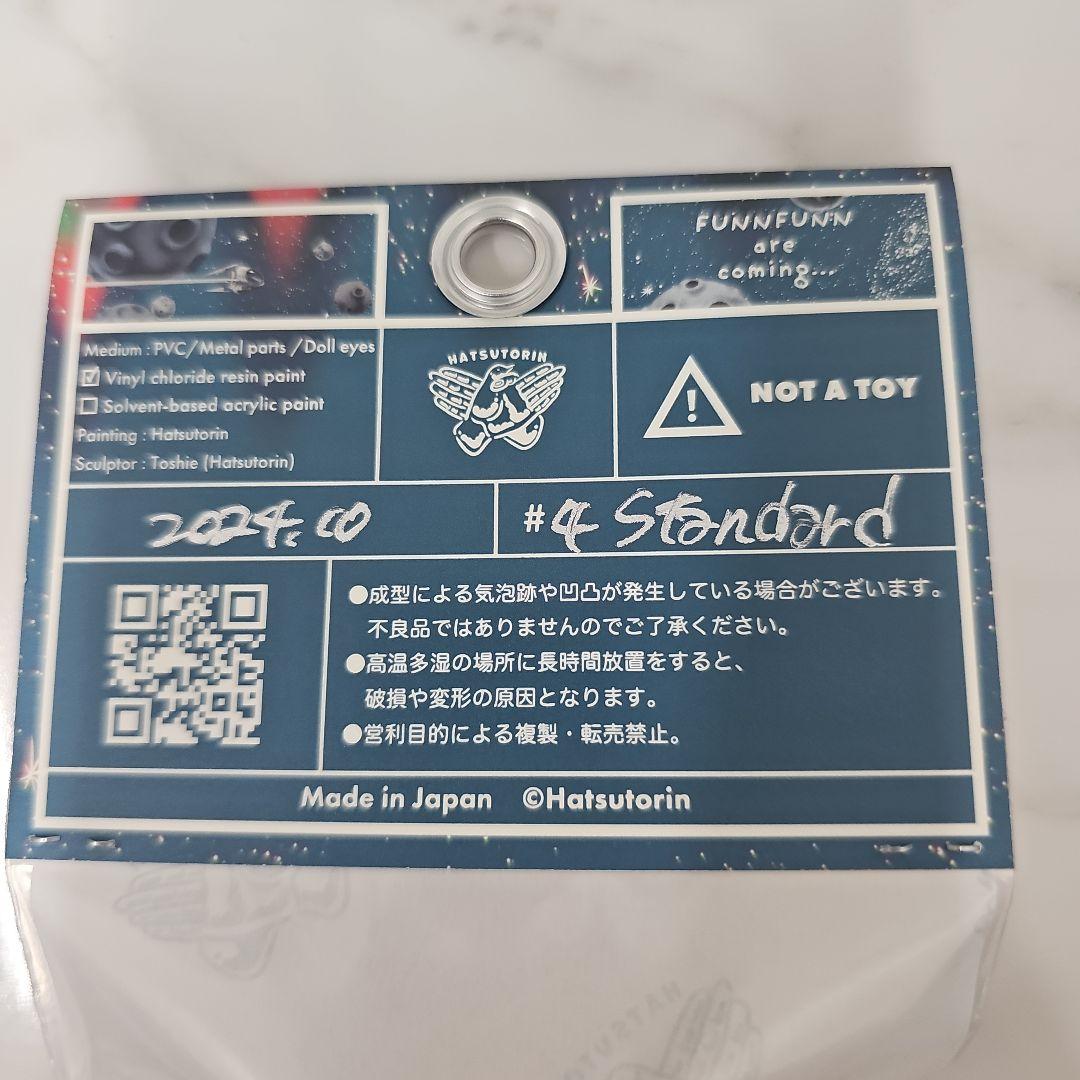 FUNNFUNN
are
coming...
Medium : PVC/Metal parts /Doll eyes
☑ Vinyl chloride resin paint
☐ Solvent-based acrylic paint
Painting : Hatsutorin
Sculptor : Toshie (Hatsutorin)
HATSUTORIN
! NOT A TOY
2024.
#4 Standard
●成型による気泡跡や凹凸が発生している場合がございます。
不良品ではありませんのでご了承ください。
●高温多湿の場所に長時間放置をすると、
破損や変形の原因となります。
●営利目的による複製・転売禁止。
Made in Japan ©Hatsutorin